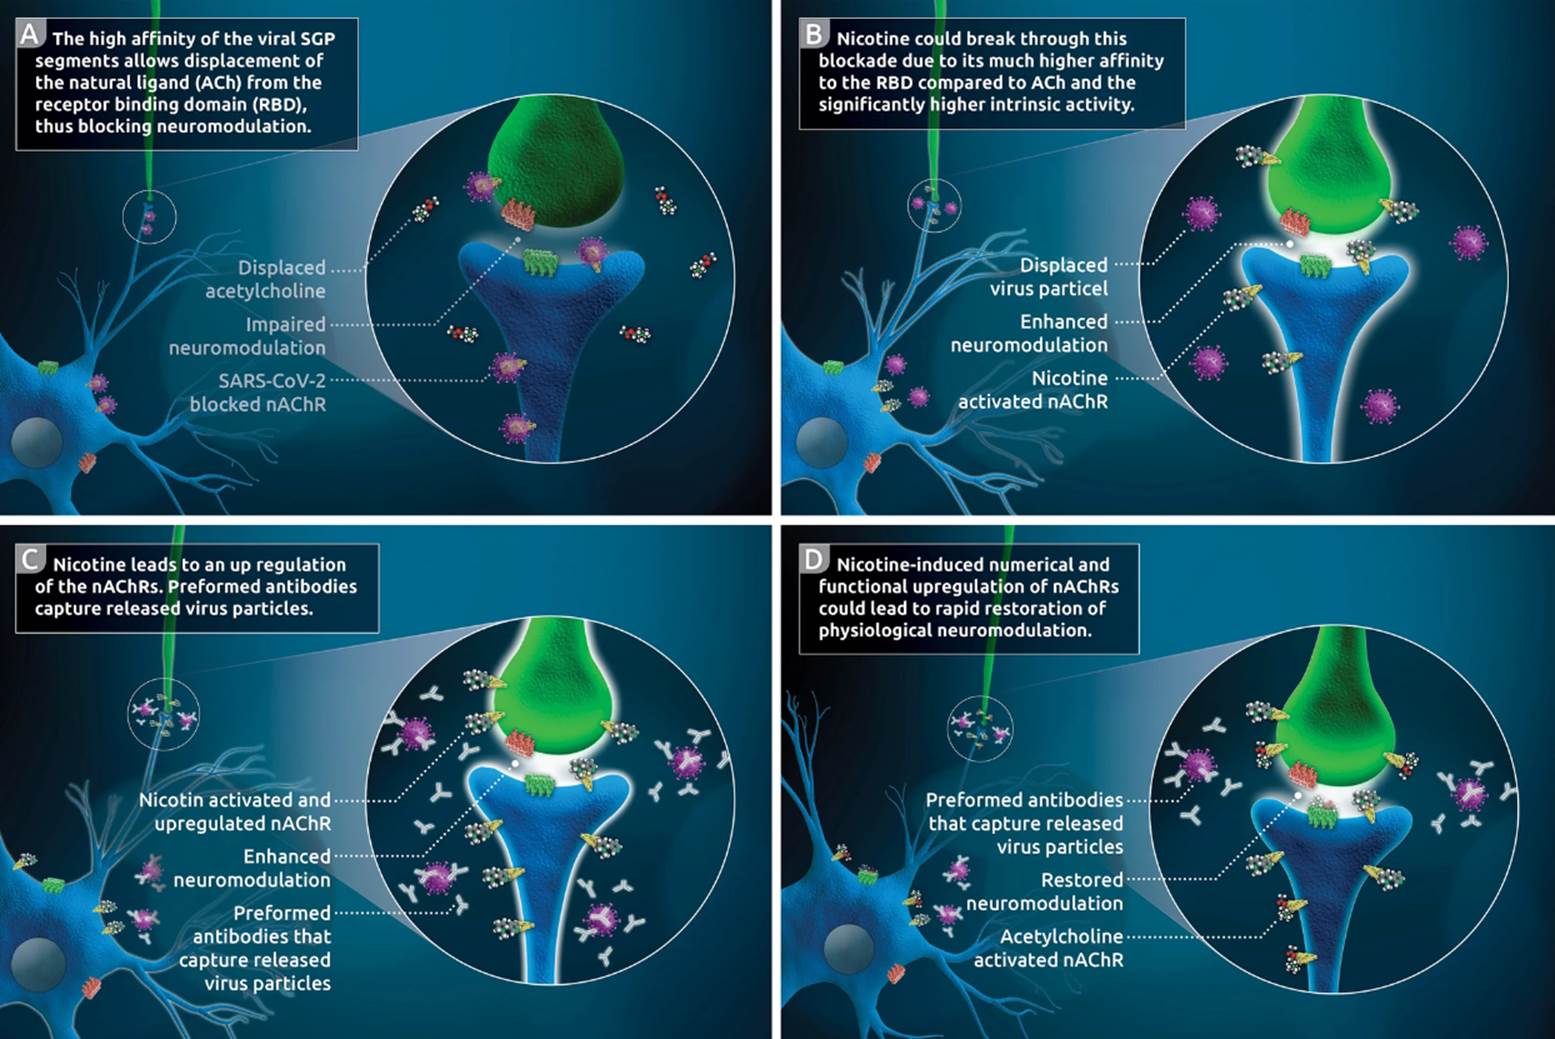 A
The high affinity of the viral SGP
segments allows displacement of
the natural ligand (ACh) from the
receptor binding domain (RBD),
thus blocking neuromodulation.
Displaced
acetylcholine
Impaired
neuromodulation
SARS-CoV-2
blocked nAChR
B
Nicotine could break through this
blockade due to its much higher affinity
to the RBD compared to ACh and the
significantly higher intrinsic activity.
Displaced
virus particel
Enhanced
neuromodulation
Nicotine
activated nAChR
C
Nicotine leads to an up regulation
of the nAChRs. Preformed antibodies
capture released virus particles.
Nicotin activated and
upregulated nAChR
Enhanced
neuromodulation
Preformed
antibodies that
capture released
virus particles
D
Nicotine-induced numerical and
functional upregulation of nAChRs
could lead to rapid restoration of
physiological neuromodulation.
Preformed antibodies
that capture released
virus particles
Restored
neuromodulation
Acetylcholine
activated nAChR